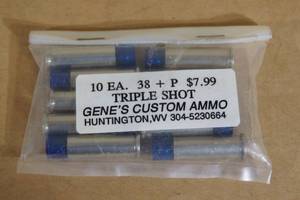 10 EA. 38 + P $7.99
TRIPLE SHOT
GENE'S CUSTOM AMMO
HUNTINGTON,WV 304-5230664